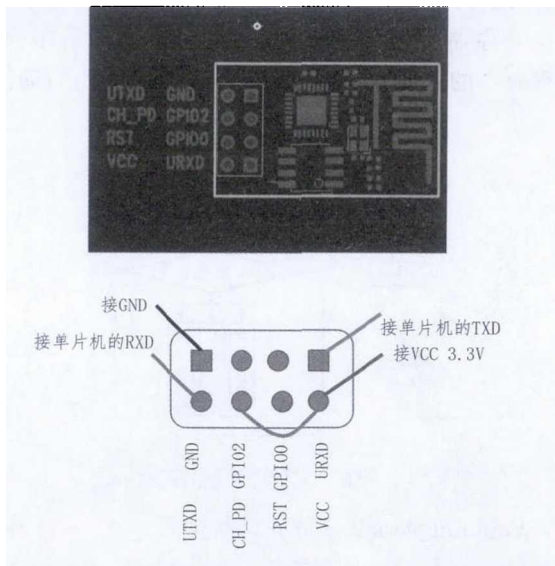 UTXD GND
CH_PD GPIO2
RST GPIO0
VCC URXD
接GND
接单片机的RXD
接单片机的TXD
接VCC 3.3V
UTXD GND
CH_PD GPIO2
RST GPIO0
VCC URXD